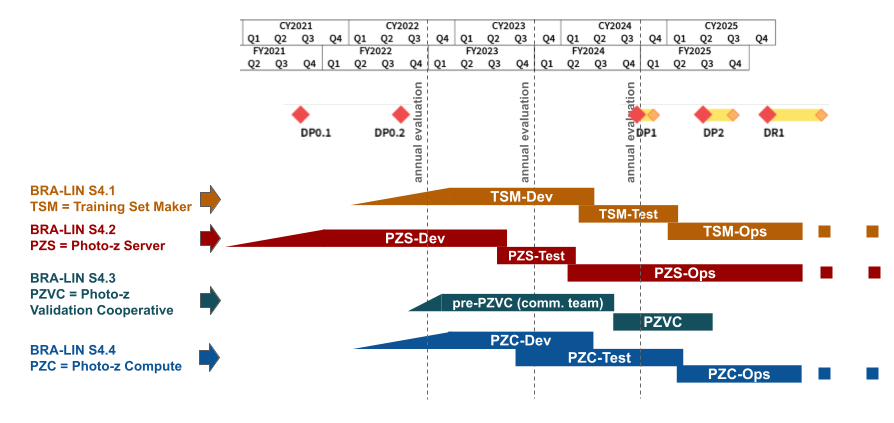 CY2021 CY2022 CY2023 CY2024 CY2025
Q1 Q2 Q3 Q4 Q1 Q2 Q3 Q4 Q1 Q2 Q3 Q4 Q1 Q2 Q3 Q4 Q1 Q2 Q3 Q4
FY2021 FY2022 FY2023 FY2024 FY2025
Q2 Q3 Q4 Q1 Q2 Q3 Q4 Q1 Q2 Q3 Q4 Q1 Q2 Q3 Q4 Q1 Q2 Q3 Q4
annual evaluation
annual evaluation
annual evaluation
DP0.1 DP0.2 DP1 DP2 DR1
BRA-LIN S4.1
TSM = Training Set Maker
TSM-Dev
TSM-Test
TSM-Ops
BRA-LIN S4.2
PZS = Photo-z Server
PZS-Dev
PZS-Test
PZS-Ops
BRA-LIN S4.3
PZVC = Photo-z
Validation Cooperative
pre-PZVC (comm. team)
PZVC
BRA-LIN S4.4
PZC = Photo-z Compute
PZC-Dev
PZC-Test
PZC-Ops